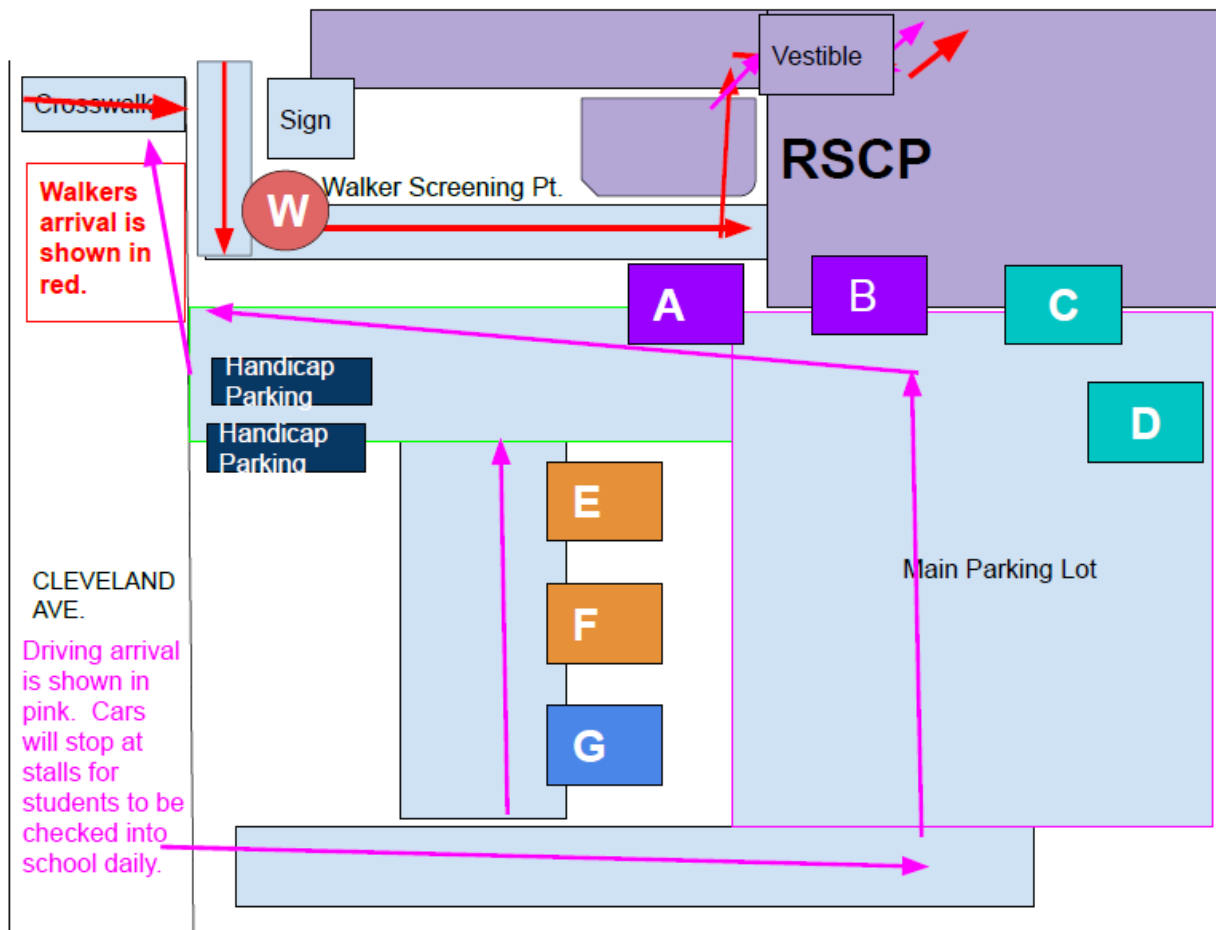 Crosswalk
Sign
Vestible
RSCP
Walkers
arrival is
shown in
red.
W
Walker Screening Pt.
A
B
C
D
Handicap
Parking
Handicap
Parking
E
F
G
Main Parking Lot
CLEVELAND
AVE.
Driving arrival
is shown in
pink. Cars
will stop at
stalls for
students to be
checked into
school daily.